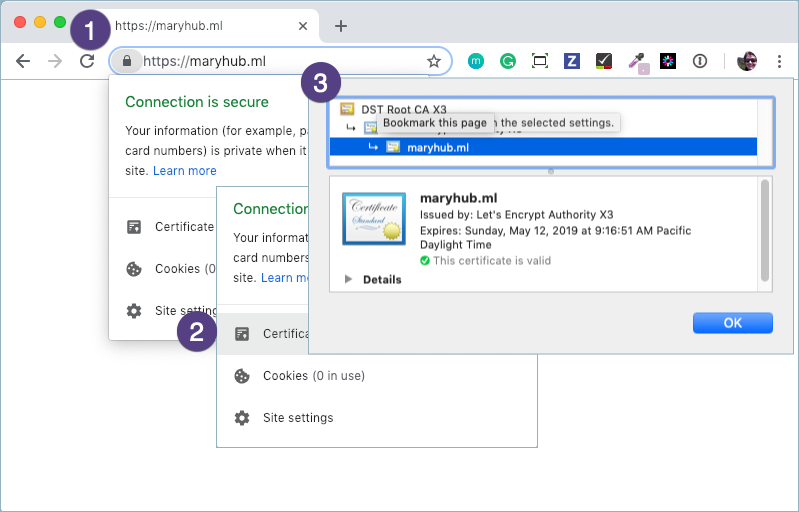 1
https://maryhub.ml
https://maryhub.ml
Connection is secure
Your information (for example, pa
card numbers) is private when it
site. Learn more
Certificate
Cookies (0
Site setting
2
Connection
Your informat
card numbers
site. Learn m
Certifica
Cookies (0 in use)
Site settings
3
DST Root CA X3
Bookmark this page
the selected settings.
maryhub.ml
Certificate
Standard
maryhub.ml
Issued by: Let's Encrypt Authority X3
Expires: Sunday, May 12, 2019 at 9:16:51 AM Pacific
Daylight Time
This certificate is valid
Details
OK